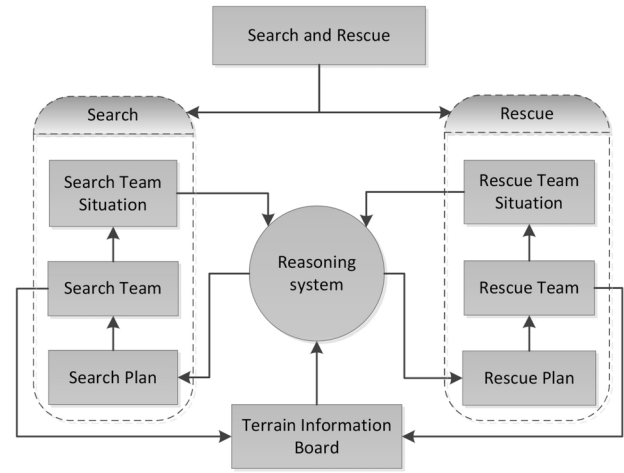 Search and Rescue
Search
Rescue
Search Team
Situation
Rescue Team
Situation
Reasoning
system
Search Team
Rescue Team
Search Plan
Rescue Plan
Terrain Information
Board